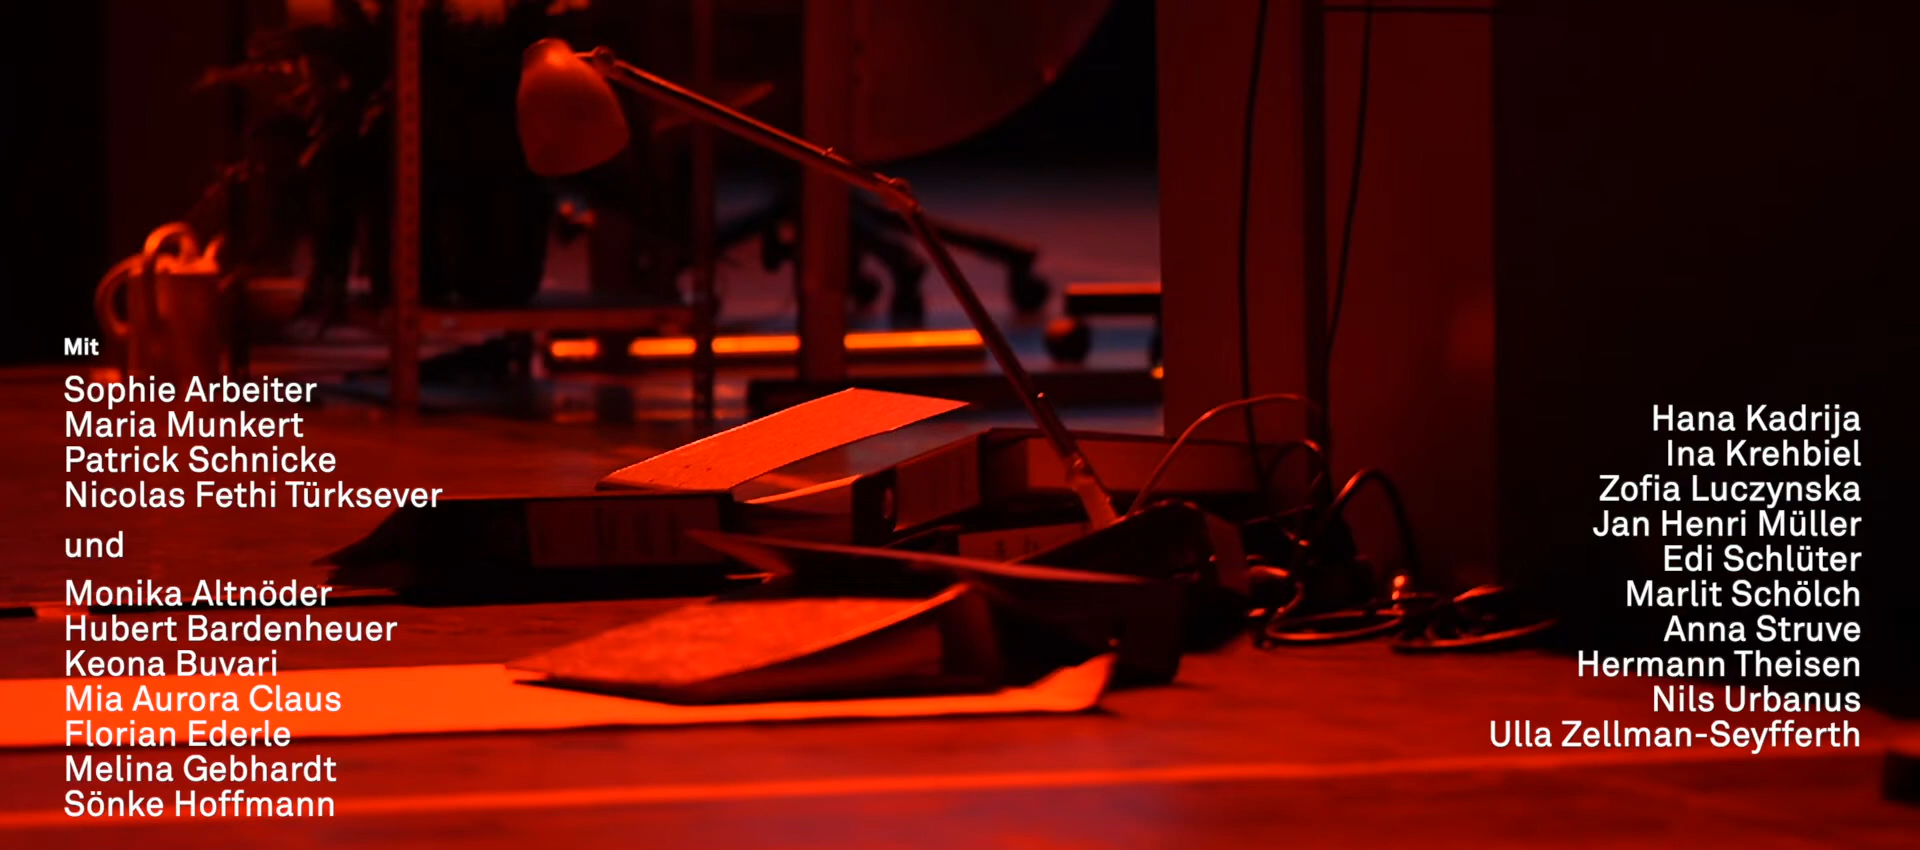 Mit
Sophie Arbeiter
Maria Munkert
Patrick Schnicke
Nicolas Fethi Türksever
und
Monika Altnöder
Hubert Bardenheuer
Keona Buvari
Mia Aurora Claus
Florian Ederle
Melina Gebhardt
Sönke Hoffmann
Hana Kadrija
Ina Krehbiel
Zofia Luczynska
Jan Henri Müller
Edi Schlüter
Marlit Schölch
Anna Struve
Hermann Theisen
Nils Urbanus
Ulla Zellman-Seyfferth